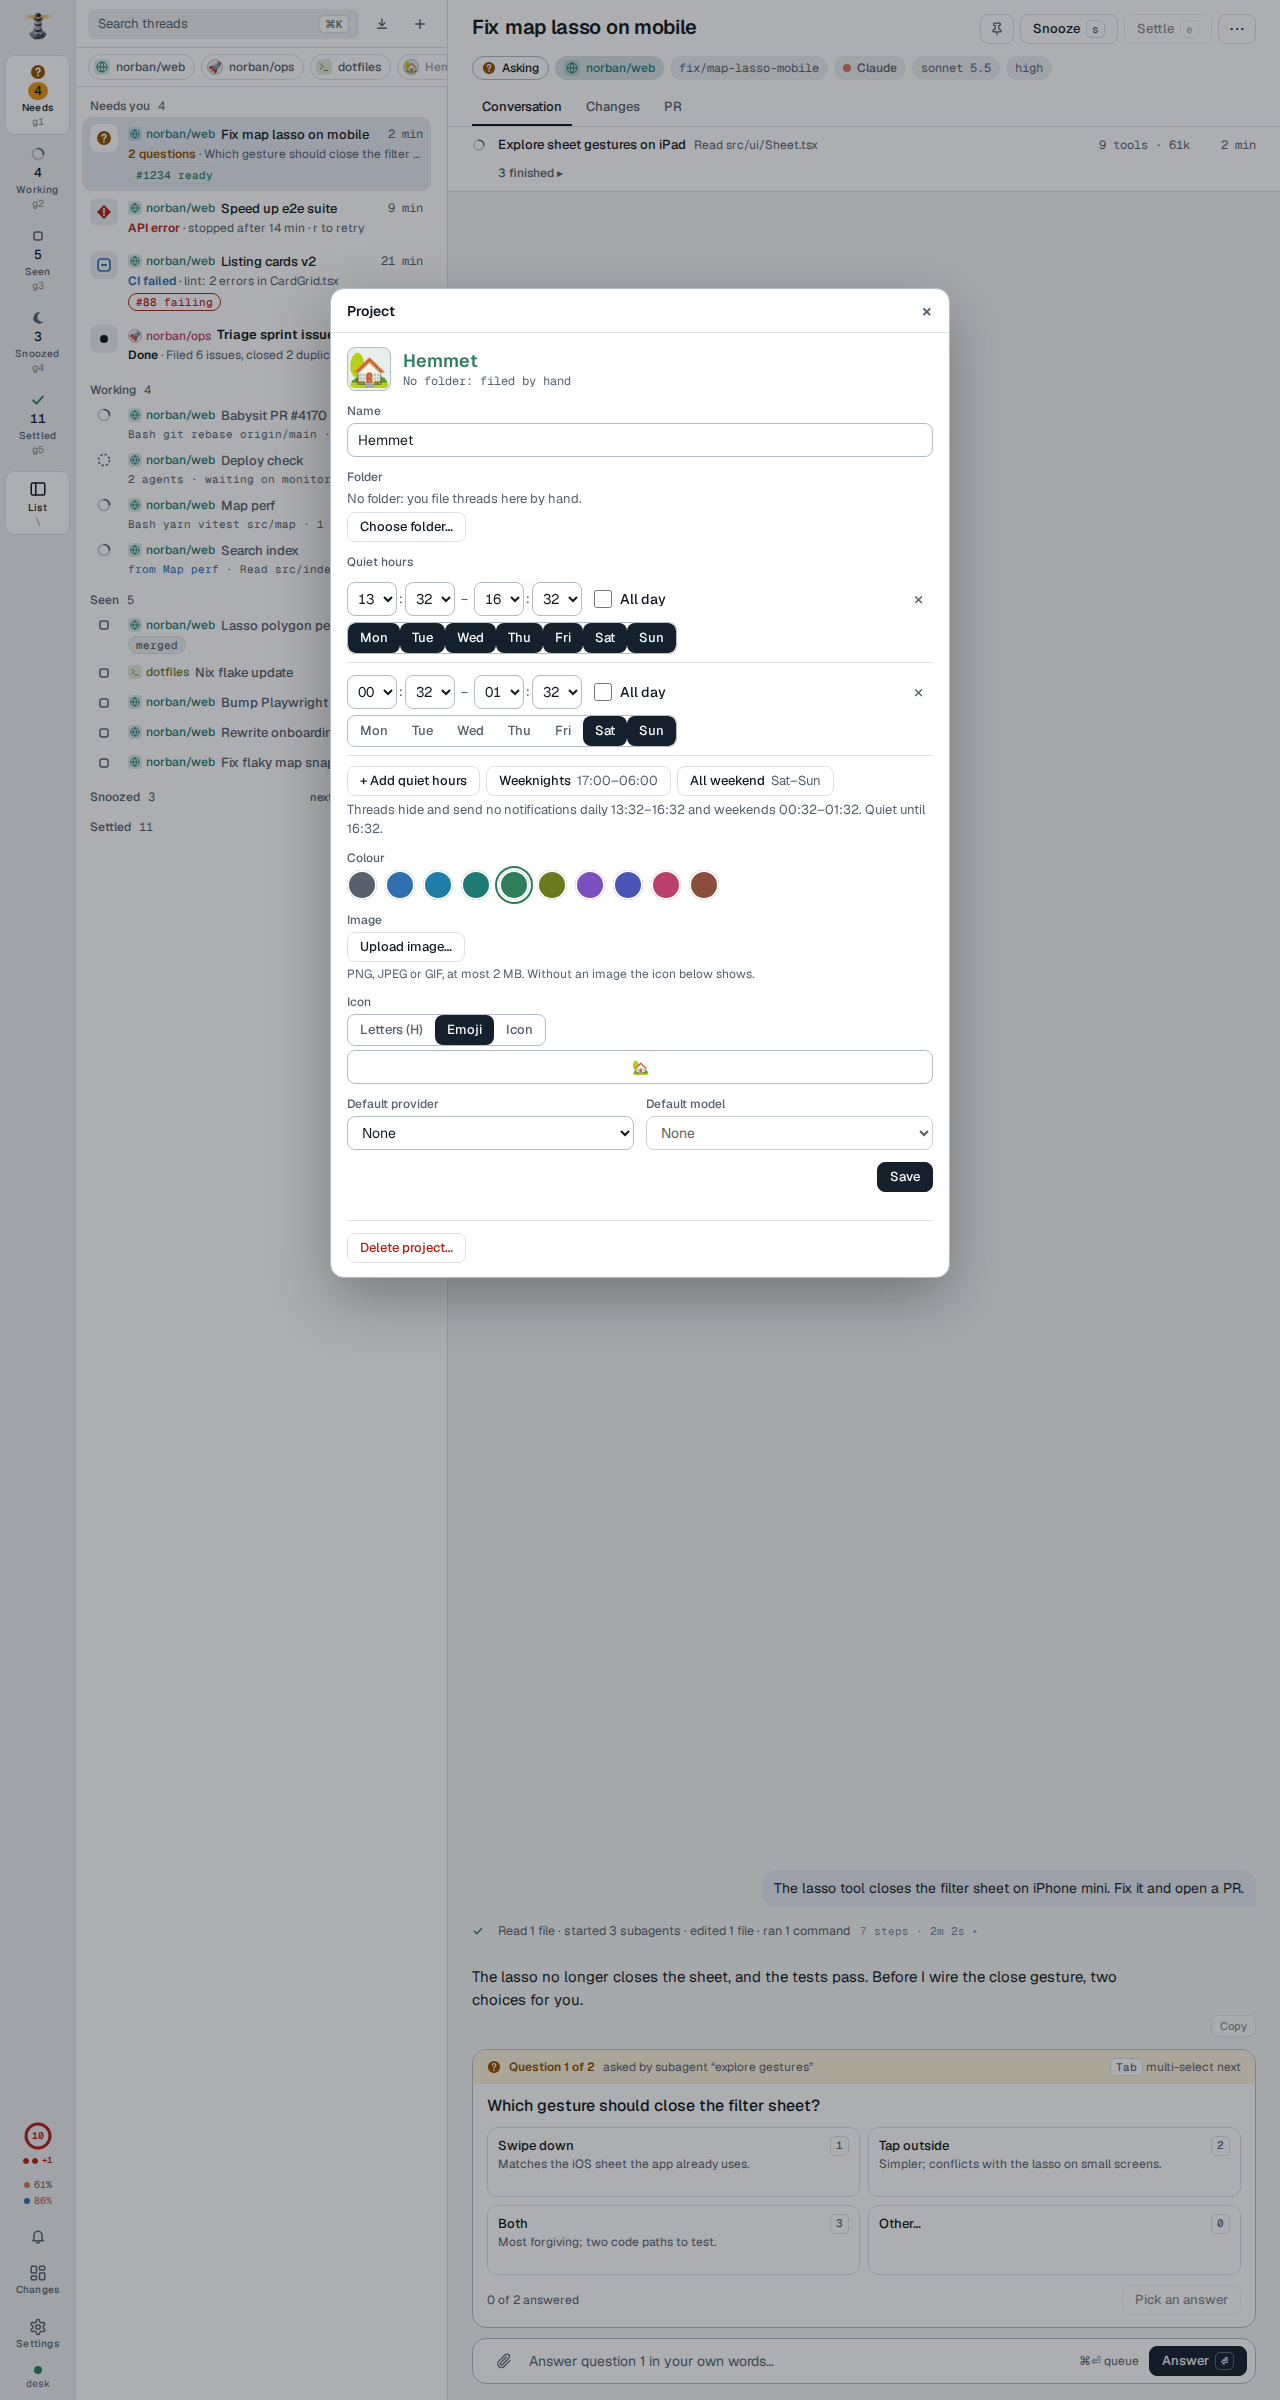 Search threads ⌘K
norban/web norban/ops dotfiles Hem
4
Needs
g1
4
Working
g2
5
Seen
g3
3
Snoozed
g4
11
Settled
g5
List
\
Needs you 4
norban/web Fix map lasso on mobile 2 min
2 questions · Which gesture should close the filter …
#1234 ready
norban/web Speed up e2e suite 9 min
API error · stopped after 14 min · r to retry
norban/web Listing cards v2 21 min
CI failed · lint: 2 errors in CardGrid.tsx
#88 failing
norban/ops Triage sprint issue
Done · Filed 6 issues, closed 2 duplic
Working 4
norban/web Babysit PR #4170
Bash git rebase origin/main ·
norban/web Deploy check
2 agents · waiting on monitor
norban/web Map perf
Bash yarn vitest src/map · 1
norban/web Search index
from Map perf · Read src/inde
Seen 5
norban/web Lasso polygon pe
merged
dotfiles Nix flake update
norban/web Bump Playwright
norban/web Rewrite onboardin
norban/web Fix flaky map snap
Snoozed 3 next
Settled 11
10
+1
61%
86%
Changes
Settings
desk
Fix map lasso on mobile
Snooze s Settle e ···
Asking norban/web fix/map-lasso-mobile Claude sonnet 5.5 high
Conversation Changes PR
Explore sheet gestures on iPad Read src/ui/Sheet.tsx 9 tools · 61k 2 min
3 finished ▸
Project ×
Hemmet
No folder: filed by hand
Name
Hemmet
Folder
No folder: you file threads here by hand.
Choose folder…
Quiet hours
13 : 32 – 16 : 32 All day ×
Mon Tue Wed Thu Fri Sat Sun
00 : 32 – 01 : 32 All day ×
Mon Tue Wed Thu Fri Sat Sun
+ Add quiet hours Weeknights 17:00–06:00 All weekend Sat–Sun
Threads hide and send no notifications daily 13:32–16:32 and weekends 00:32–01:32. Quiet until
16:32.
Colour
Image
Upload image…
PNG, JPEG or GIF, at most 2 MB. Without an image the icon below shows.
Icon
Letters (H) Emoji Icon
🏡
Default provider Default model
None None
Save
Delete project…
The lasso tool closes the filter sheet on iPhone mini. Fix it and open a PR.
Read 1 file · started 3 subagents · edited 1 file · ran 1 command 7 steps · 2m 2s ▸
The lasso no longer closes the sheet, and the tests pass. Before I wire the close gesture, two
choices for you.
Copy
Question 1 of 2 asked by subagent “explore gestures” Tab multi-select next
Which gesture should close the filter sheet?
Swipe down 1
Matches the iOS sheet the app already uses.
Tap outside 2
Simpler; conflicts with the lasso on small screens.
Both 3
Most forgiving; two code paths to test.
Other… 0
0 of 2 answered Pick an answer
Answer question 1 in your own words… ⌘⏎ queue Answer ⏎